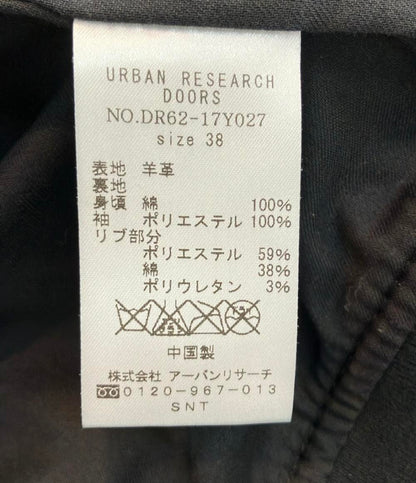 URBAN RESEARCH
DOORS
NO.DR62-17Y027
size 38
表地 羊革
裏地
身頃 綿 100%
袖 ポリエステル 100%
リブ部分
ポリエステル 59%
綿 38%
ポリウレタン 3%
中国製
株式会社 アーバンリサーチ
0120-967-013
SNT